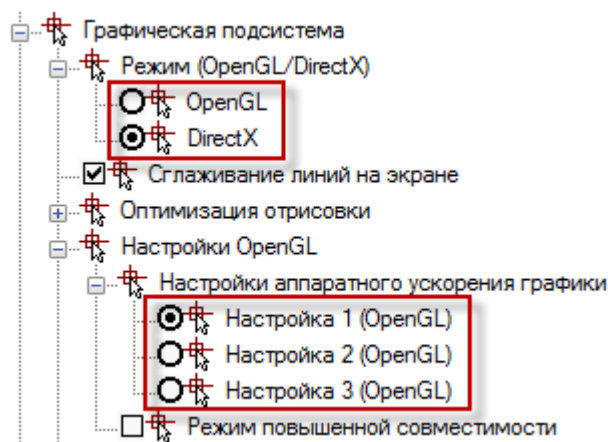 Графическая подсистема
Режим (OpenGL/DirectX)
OpenGL
DirectX
Сглаживание линий на экране
Оптимизация отрисовки
Настройки OpenGL
Настройки аппаратного ускорения графики
Настройка 1 (OpenGL)
Настройка 2 (OpenGL)
Настройка 3 (OpenGL)
Режим повышенной совместимости